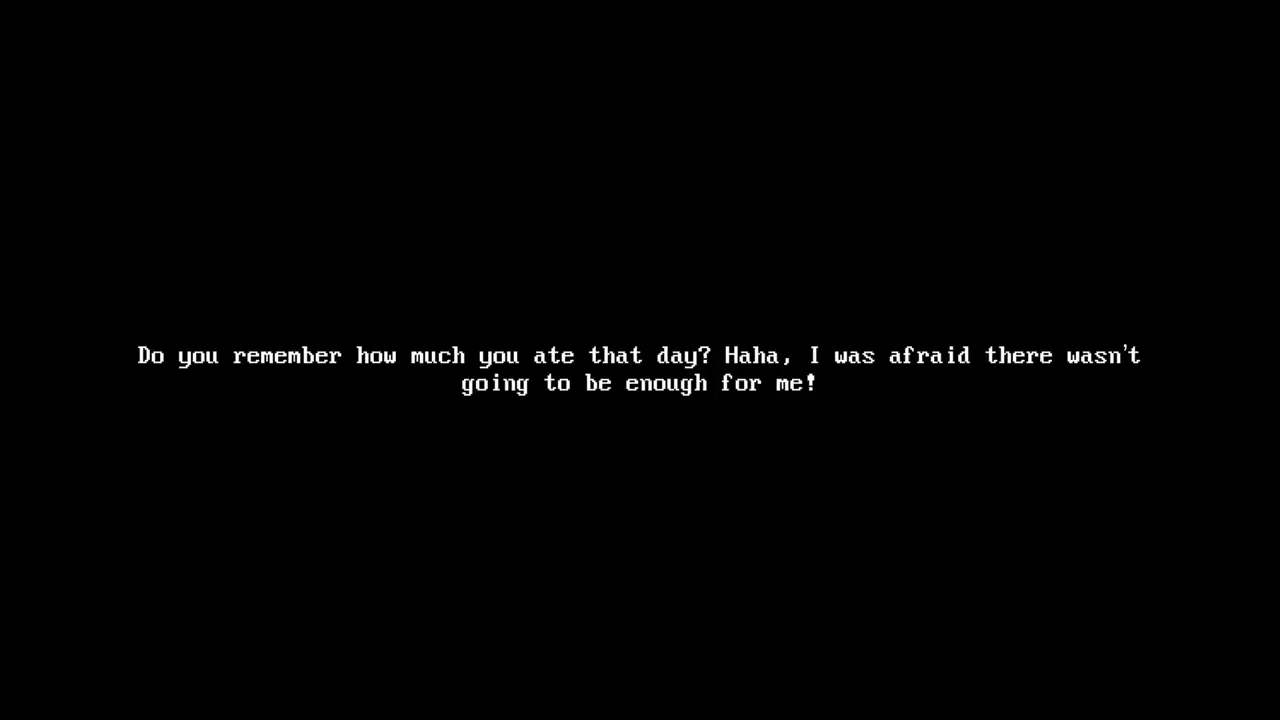 Do you remember how much you ate that day? Haha, I was afraid there wasn't
going to be enough for me!